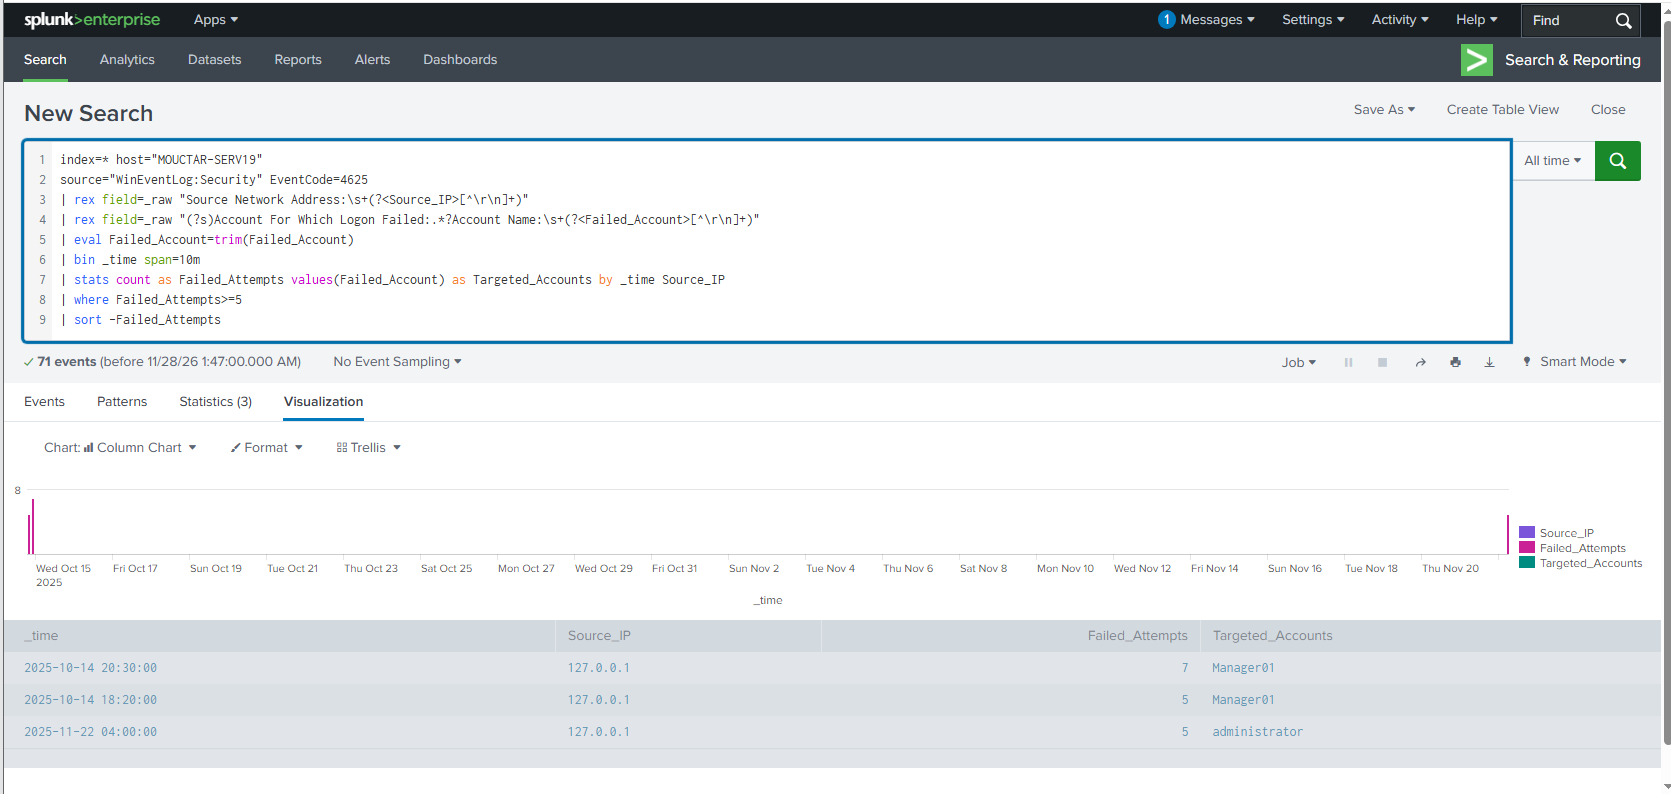 splunk>enterprise Apps 1 Messages Settings Activity Help Find
Search Analytics Datasets Reports Alerts Dashboards Search & Reporting
New Search Save As Create Table View Close
1 index=* host="MOUCTAR-SERV19"
All time
2 source="WinEventLog:Security" EventCode=4625
3 | rex field=_raw "Source Network Address:\s+(?<Source_IP>[^\r\n]+)"
4 | rex field=_raw "(?s)Account For Which Logon Failed:.*?Account Name:\s+(?<Failed_Account>[^\r\n]+)"
5 | eval Failed_Account=trim(Failed_Account)
6 | bin _time span=10m
7 | stats count as Failed_Attempts values(Failed_Account) as Targeted_Accounts by _time Source_IP
8 | where Failed_Attempts>=5
9 | sort -Failed_Attempts
71 events (before 11/28/26 1:47:00.000 AM) No Event Sampling Job Smart Mode
Events Patterns Statistics (3) Visualization
Chart: Column Chart Format Trellis
8
Source_IP
Failed_Attempts
Targeted_Accounts
Wed Oct 15 Fri Oct 17 Sun Oct 19 Tue Oct 21 Thu Oct 23 Sat Oct 25 Mon Oct 27 Wed Oct 29 Fri Oct 31 Sun Nov 2 Tue Nov 4 Thu Nov 6 Sat Nov 8 Mon Nov 10 Wed Nov 12 Fri Nov 14 Sun Nov 16 Tue Nov 18 Thu Nov 20
2025
_time
_time Source_IP Failed_Attempts Targeted_Accounts
2025-10-14 20:30:00 127.0.0.1 7 Manager01
2025-10-14 18:20:00 127.0.0.1 5 Manager01
2025-11-22 04:00:00 127.0.0.1 5 administrator